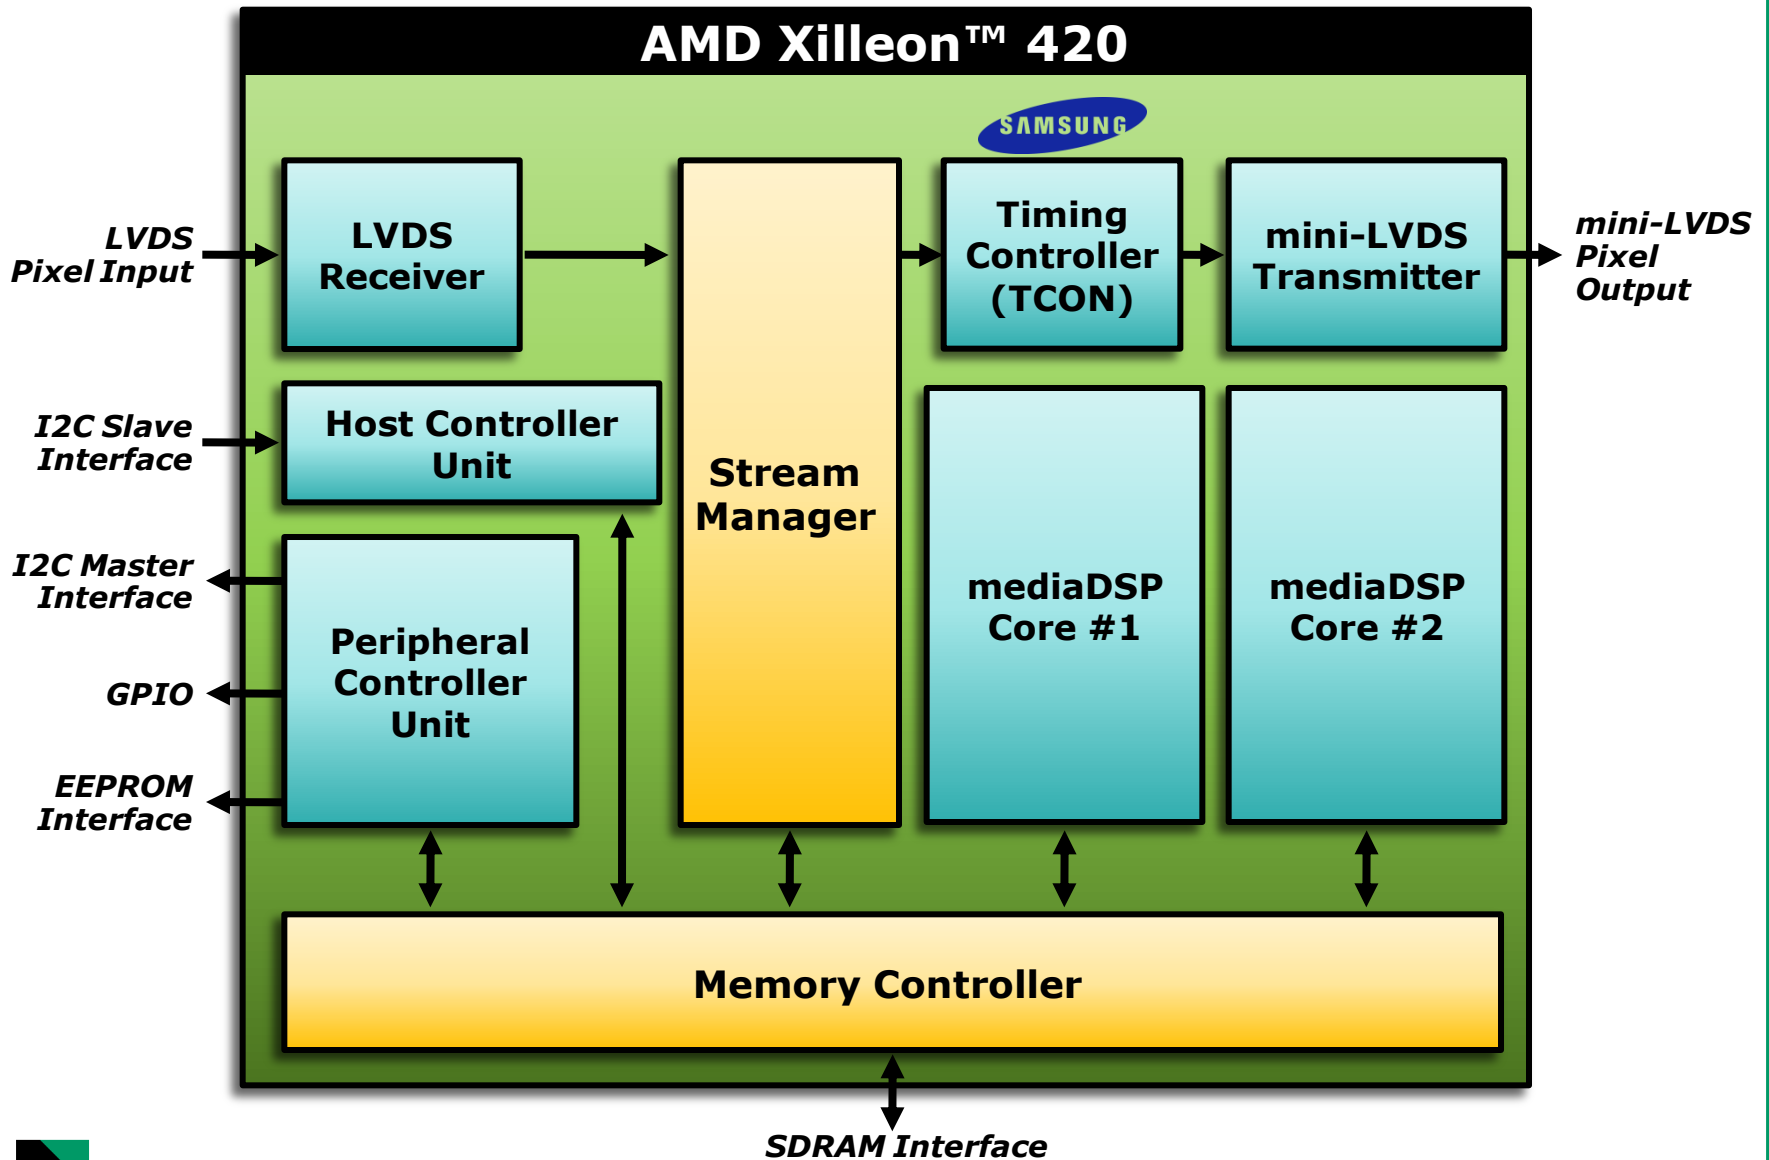 AMD Xilleon™ 420
SAMSUNG
LVDS
Pixel Input
LVDS
Receiver
Timing
Controller
(TCON)
mini-LVDS
Transmitter
mini-LVDS
Pixel
Output
I2C Slave
Interface
Host Controller
Unit
Stream
Manager
I2C Master
Interface
GPIO
EEPROM
Interface
Peripheral
Controller
Unit
mediaDSP
Core #1
mediaDSP
Core #2
Memory Controller
SDRAM Interface